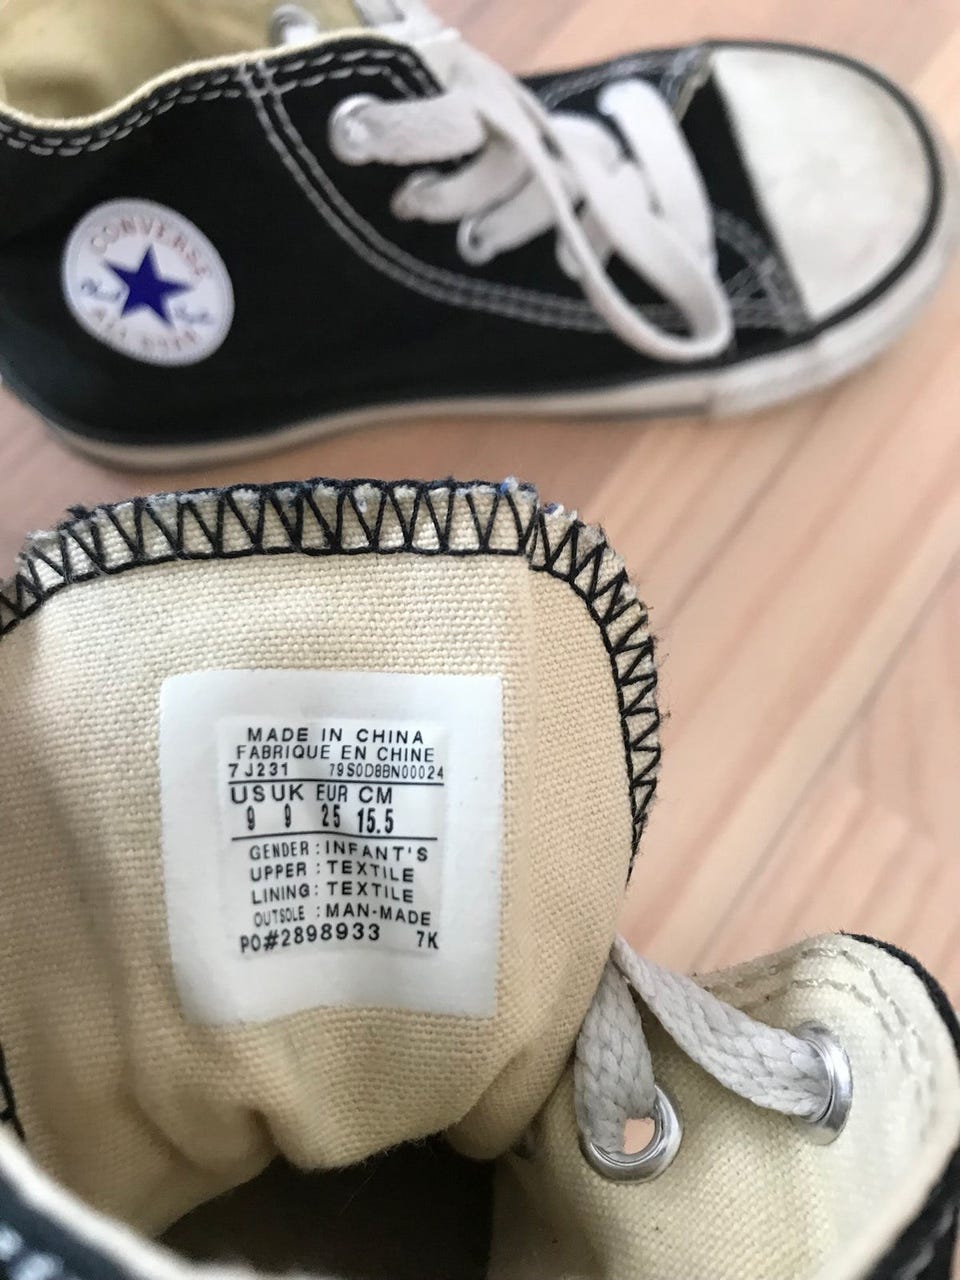 CONVERSE
ALL STAR
MADE IN CHINA
FABRIQUE EN CHINE
7J231 79S0D8BN00024
US UK EUR CM
9 9 25 15.5
GENDER : INFANT'S
UPPER : TEXTILE
LINING : TEXTILE
OUTSOLE : MAN-MADE
PO#2898933 7K